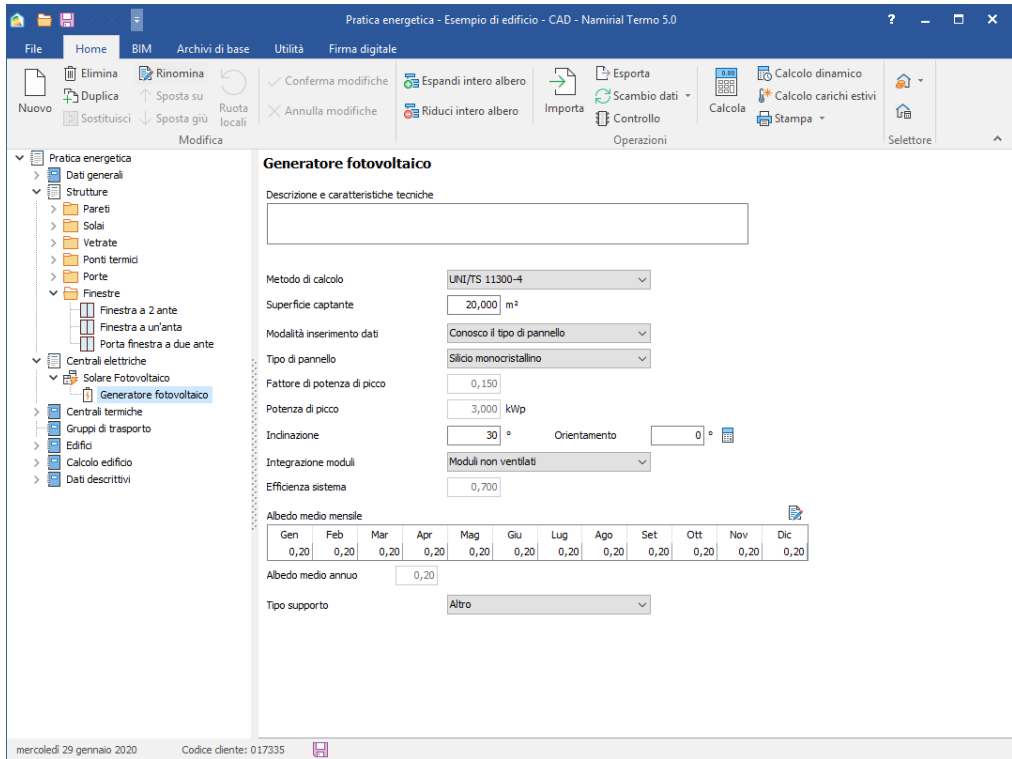 Pratica energetica - Esempio di edificio - CAD - Namirial Termo 5.0
File Home BIM Archivi di base Utilità Firma digitale
Nuovo
Elimina
Duplica
Sostituisci
Rinomina
Sposta su
Sposta giù
Ruota
locali
Modifica
Conferma modifiche
Annulla modifiche
Espandi intero albero
Riduci intero albero
Importa
Esporta
Scambio dati
Controllo
Operazioni
0.00
Calcola
Calcolo dinamico
Calcolo carichi estivi
Stampa
Selettore
Pratica energetica
Dati generali
Strutture
Pareti
Solai
Vetrate
Ponti termici
Porte
Finestre
Finestra a 2 ante
Finestra a un'anta
Porta finestra a due ante
Centrali elettriche
Solare Fotovoltaico
Generatore fotovoltaico
Centrali termiche
Gruppi di trasporto
Edifici
Calcolo edificio
Dati descrittivi
Generatore fotovoltaico
Descrizione e caratteristiche tecniche
Metodo di calcolo UNI/TS 11300-4
Superficie captante 20,000 m²
Modalità inserimento dati Conosco il tipo di pannello
Tipo di pannello Silicio monocristallino
Fattore di potenza di picco 0,150
Potenza di picco 3,000 kWp
Inclinazione 30 ° Orientamento 0 °
Integrazione moduli Moduli non ventilati
Efficienza sistema 0,700
Albedo medio mensile
Gen Feb Mar Apr Mag Giu Lug Ago Set Ott Nov Dic
0,20 0,20 0,20 0,20 0,20 0,20 0,20 0,20 0,20 0,20 0,20 0,20
Albedo medio annuo 0,20
Tipo supporto Altro
mercoledì 29 gennaio 2020 Codice cliente: 017335